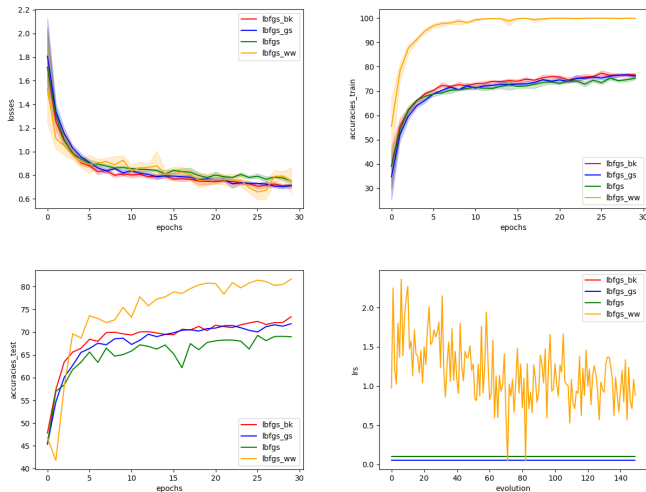 2.2
2.0
1.8
1.6
1.4
1.2
1.0
0.8
0.6
losses
0
5
10
15
20
25
30
epochs
lbfgs_bk
lbfgs_gs
lbfgs
lbfgs_ww
100
90
80
70
60
50
40
30
accuracies_train
0
5
10
15
20
25
30
epochs
lbfgs_bk
lbfgs_gs
lbfgs
lbfgs_ww
80
75
70
65
60
55
50
45
40
accuracies_test
0
5
10
15
20
25
30
epochs
lbfgs_bk
lbfgs_gs
lbfgs
lbfgs_ww
2.0
1.5
1.0
0.5
0.0
lrs
0
20
40
60
80
100
120
140
evolution
lbfgs_bk
lbfgs_gs
lbfgs
lbfgs_ww